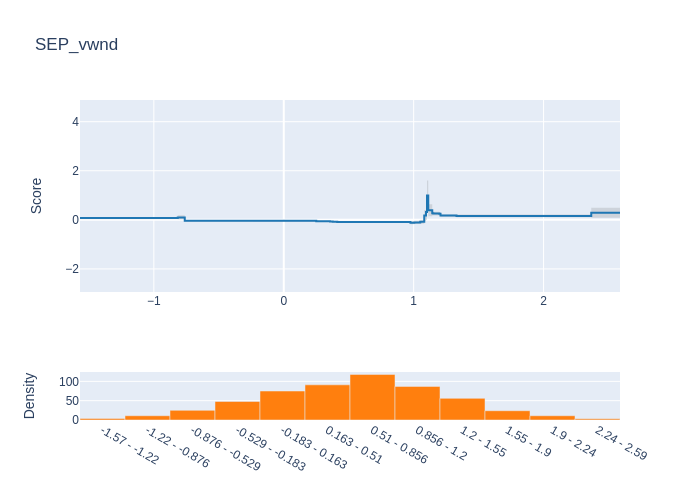 SEP_vwnd
Score
4
2
0
−2
−1
0
1
2
Density
100
50
0
-1.57 - -1.22
-1.22 - -0.876
-0.876 - -0.529
-0.529 - -0.183
-0.183 - 0.163
0.163 - 0.51
0.51 - 0.856
0.856 - 1.2
1.2 - 1.55
1.55 - 1.9
1.9 - 2.24
2.24 - 2.59